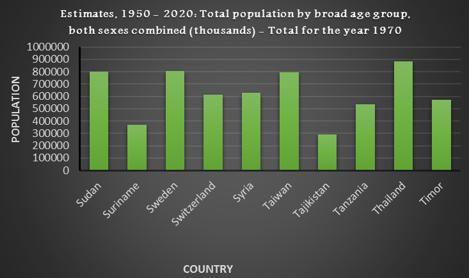 Estimates, 1950 - 2020: Total population by broad age group,
both sexes combined (thousands) - Total for the year 1970
POPULATION
1000000
900000
800000
700000
600000
500000
400000
300000
200000
100000
0
Sudan
Suriname
Sweden
Switzerland
Syria
Taiwan
Tajikistan
Tanzania
Thailand
Timor
COUNTRY